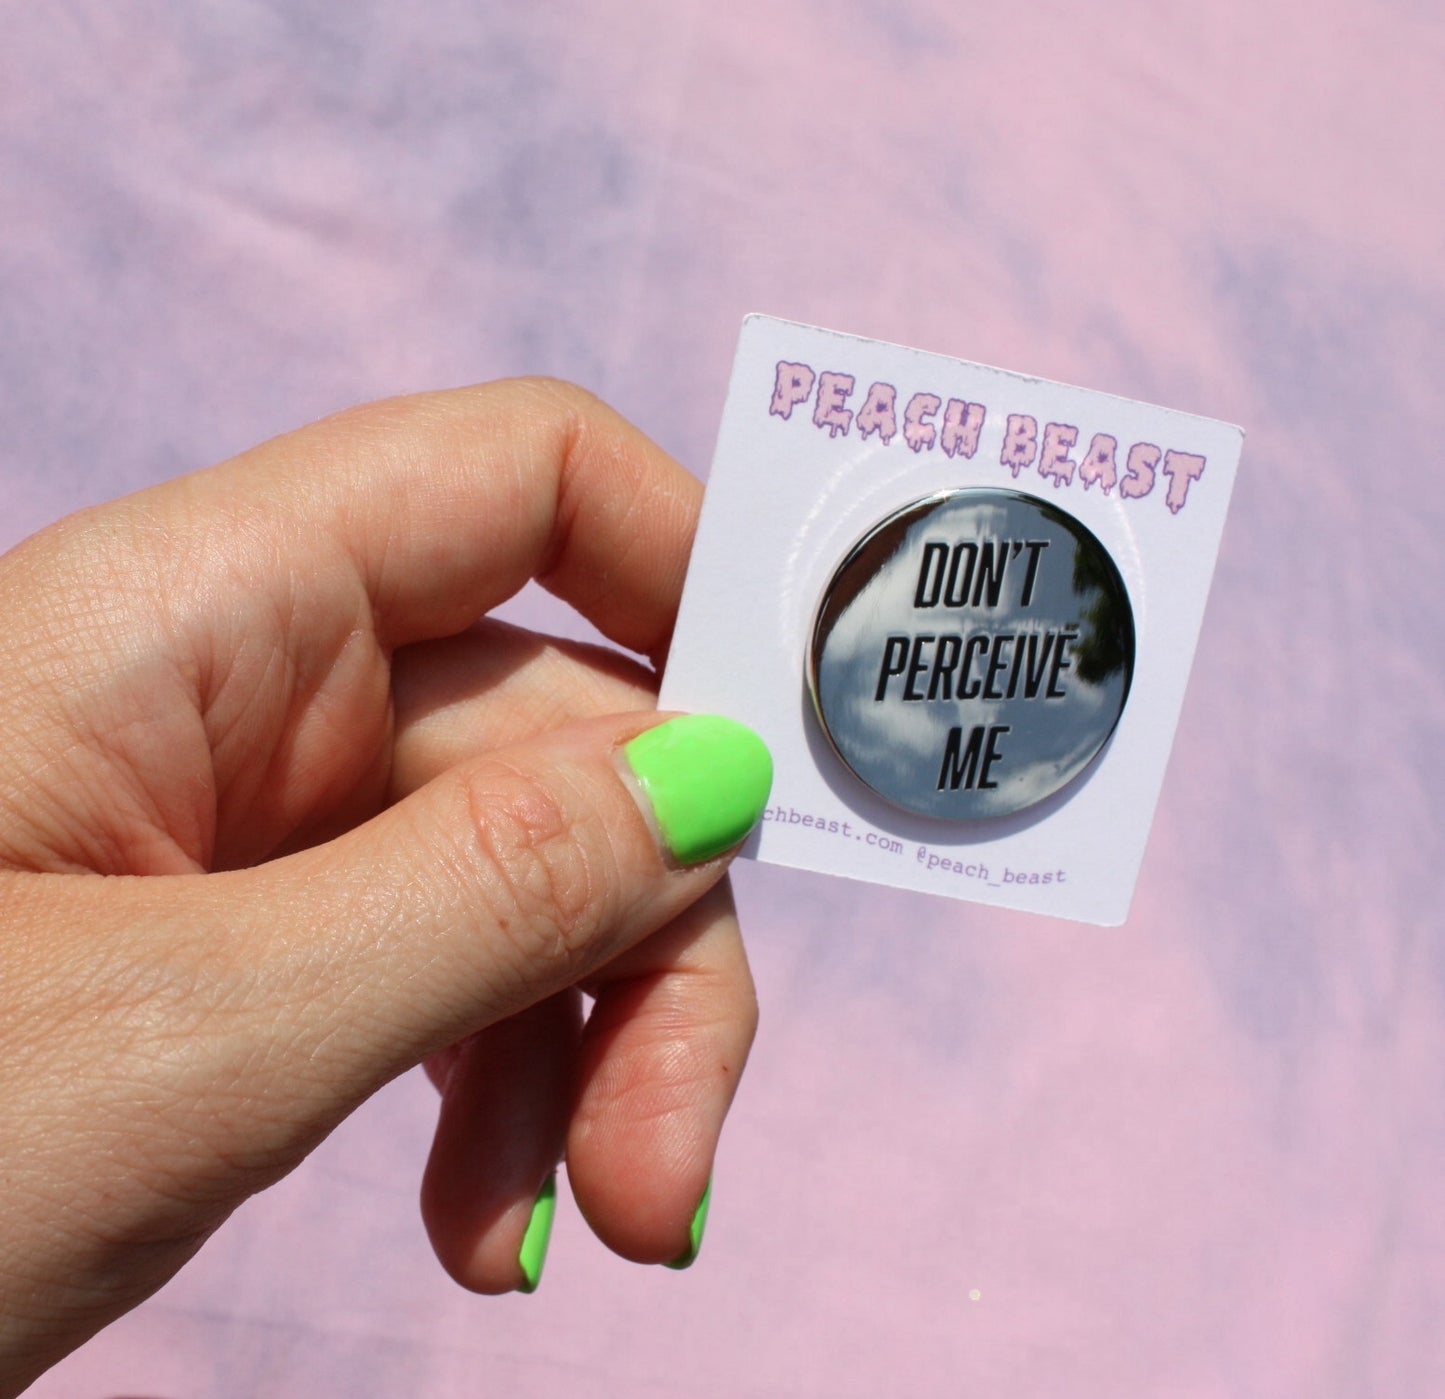 PEACH BEAST
DON'T
PERCEIVE
ME
chbeast.com @peach_beast